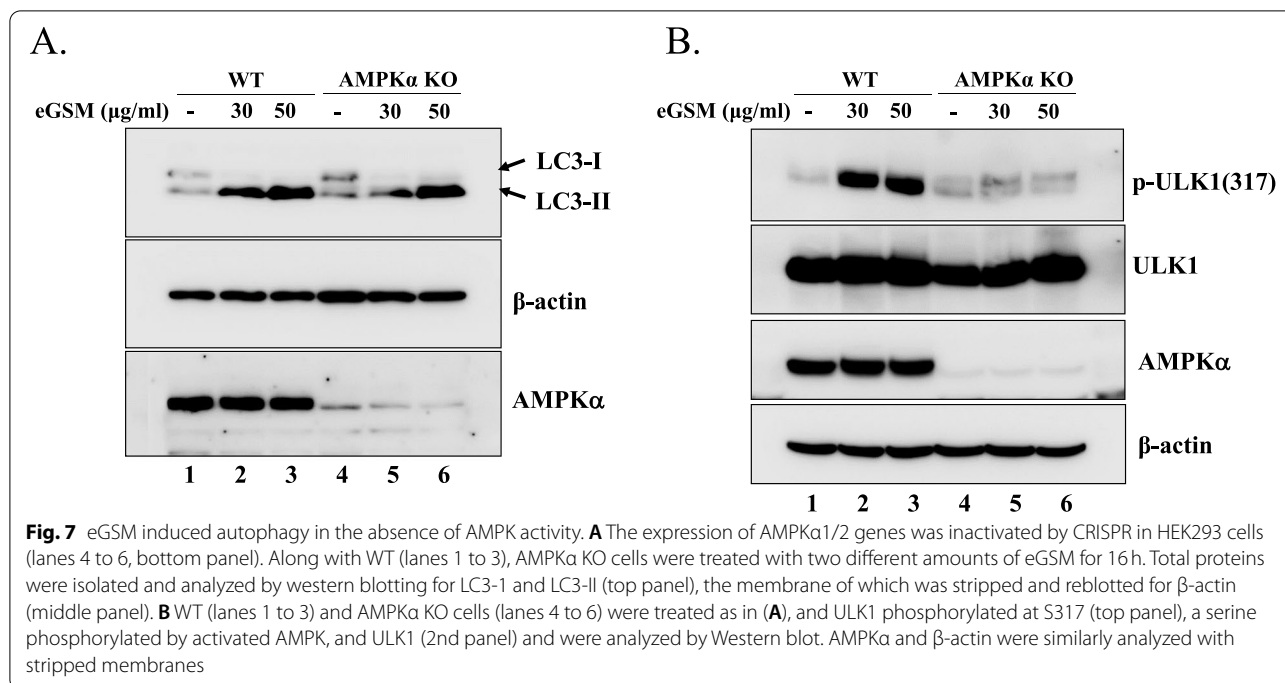 A.
WT AMPKα KO
eGSM (μg/ml) - 30 50 - 30 50
LC3-I
LC3-II
β-actin
AMPKα
1 2 3 4 5 6
B.
WT AMPKα KO
eGSM (μg/ml) - 30 50 - 30 50
p-ULK1(317)
ULK1
AMPKα
β-actin
1 2 3 4 5 6
Fig. 7 eGSM induced autophagy in the absence of AMPK activity. A The expression of AMPKα1/2 genes was inactivated by CRISPR in HEK293 cells
(lanes 4 to 6, bottom panel). Along with WT (lanes 1 to 3), AMPKα KO cells were treated with two different amounts of eGSM for 16 h. Total proteins
were isolated and analyzed by western blotting for LC3-1 and LC3-II (top panel), the membrane of which was stripped and reblotted for β-actin
(middle panel). B WT (lanes 1 to 3) and AMPKα KO cells (lanes 4 to 6) were treated as in (A), and ULK1 phosphorylated at S317 (top panel), a serine
phosphorylated by activated AMPK, and ULK1 (2nd panel) and were analyzed by Western blot. AMPKα and β-actin were similarly analyzed with
stripped membranes